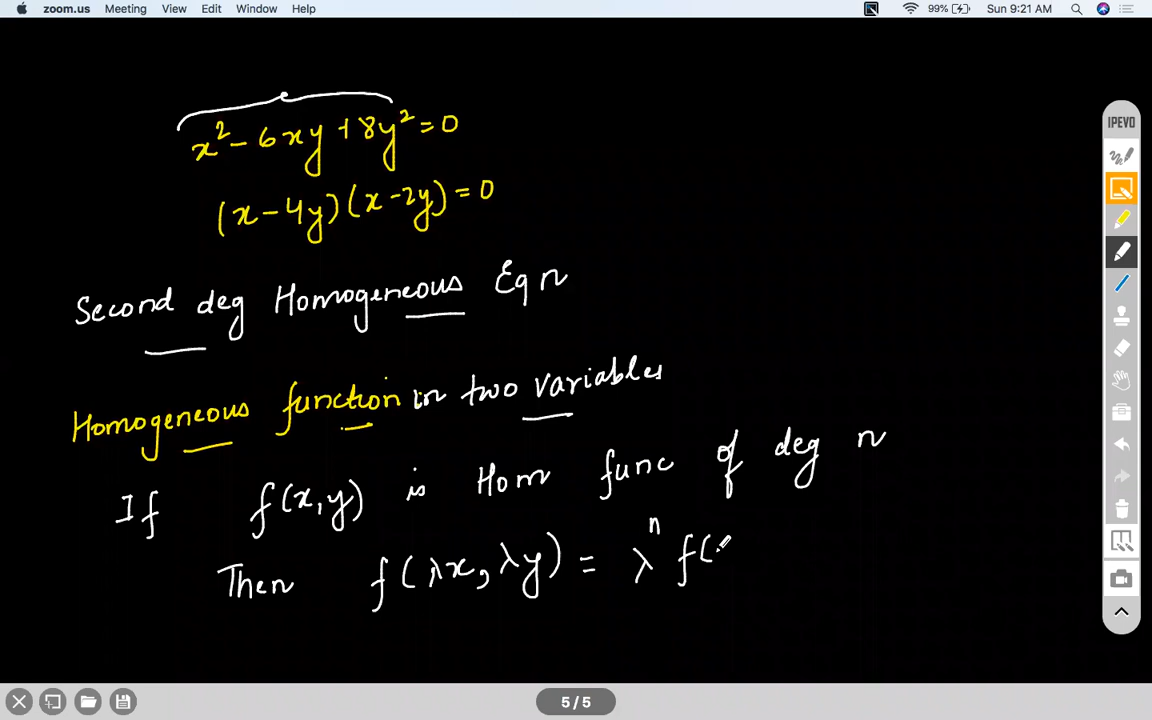 zoom.us Meeting View Edit Window Help 99% Sun 9:21 AM
x² - 6xy + 8y² = 0
(x - 4y)(x - 2y) = 0
Second deg Homogeneous Eqn
Homogeneous function in two variables
If f(x,y) is Hom func of deg n
Then f(λx, λy) = λⁿ f(
IPEVO
5/5